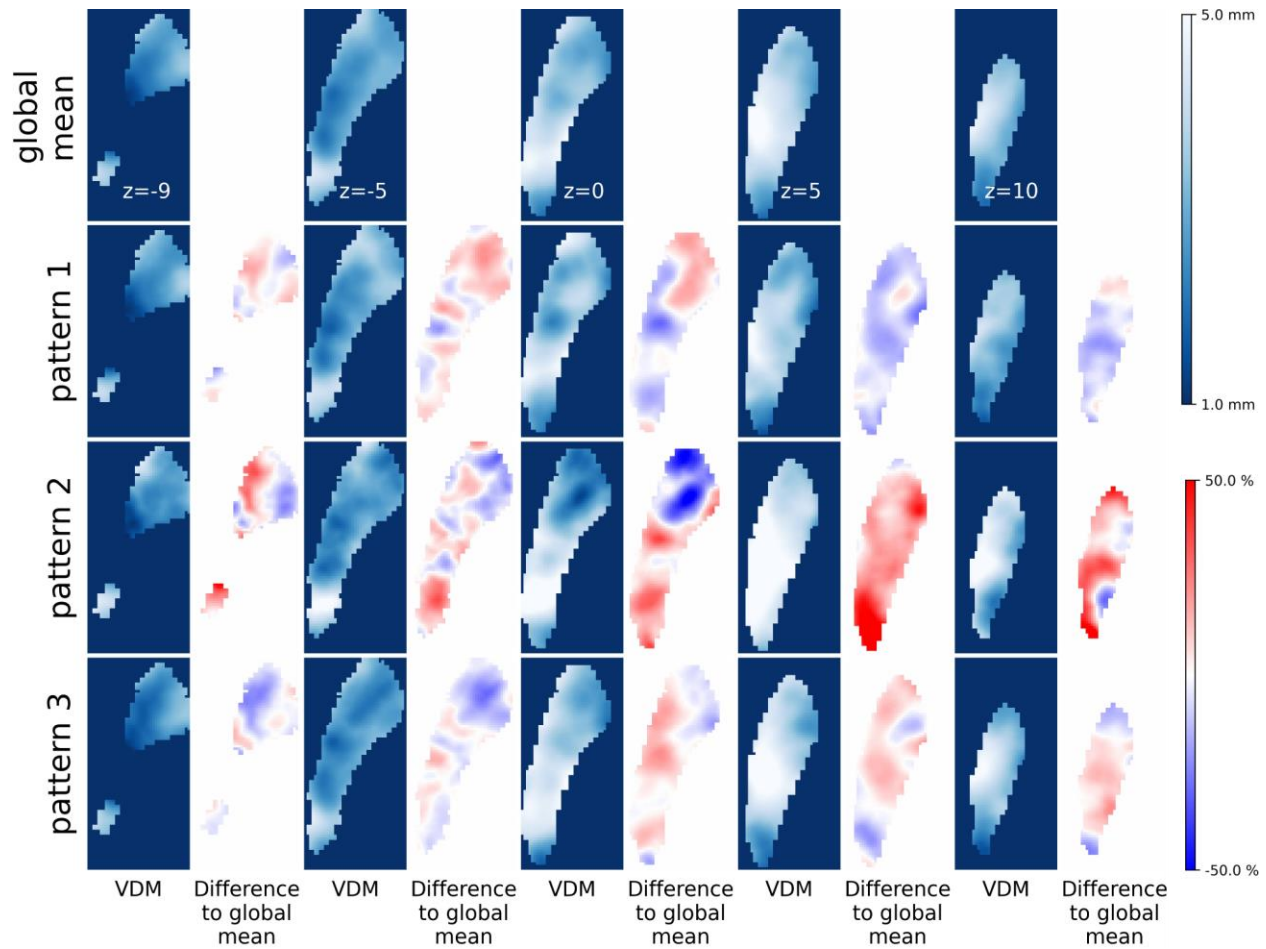 global
mean
z=-9
z=-5
z=0
z=5
z=10
5.0 mm
1.0 mm
pattern 1
pattern 2
50.0 %
-50.0 %
pattern 3
VDM
Difference
to global
mean
VDM
Difference
to global
mean
VDM
Difference
to global
mean
VDM
Difference
to global
mean
VDM
Difference
to global
mean